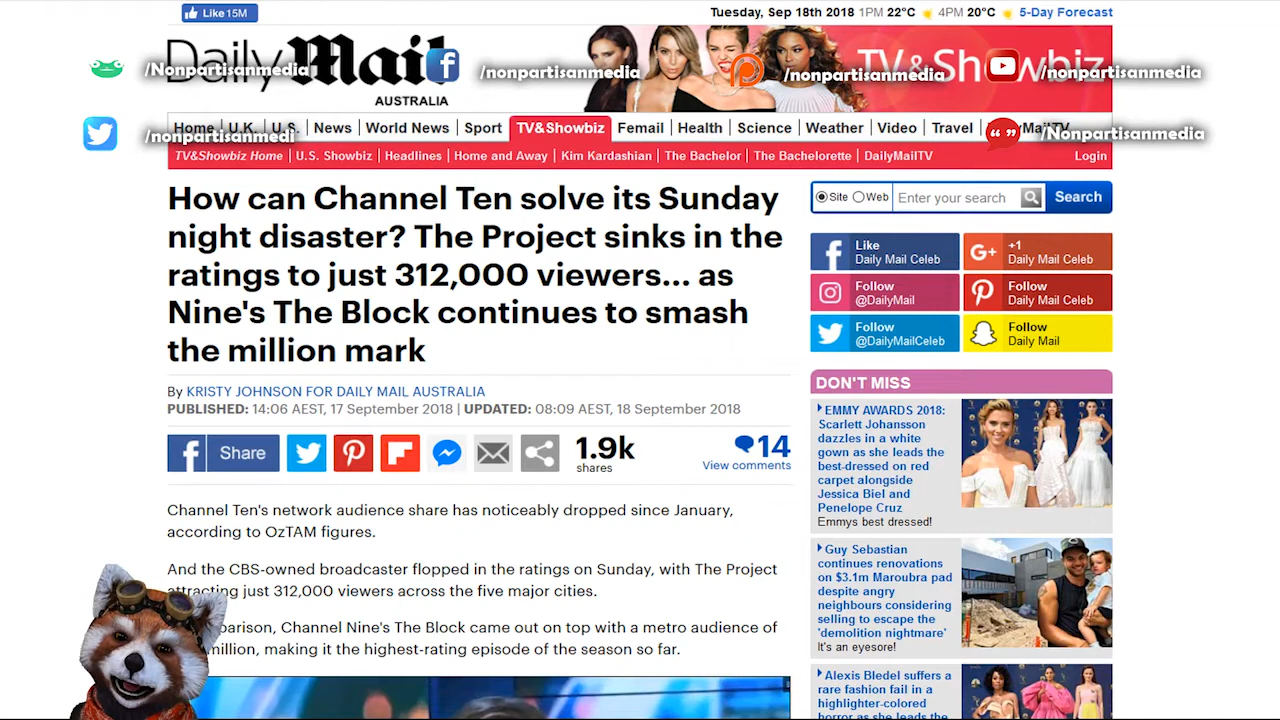 Like 15M
Tuesday, Sep 18th 2018 1PM 22°C 4PM 20°C 5-Day Forecast
Daily Mail
AUSTRALIA
TV&Showbiz
/Nonpartisanmedia
/nonpartisanmedia
/nonpartisanmedia
/nonpartisanmedia
Home U.K. U.S. News World News Sport TV&Showbiz Femail Health Science Weather Video Travel DailyMailTV
/nonpartisanmedi
/Nonpartisanmedia
TV&Showbiz Home U.S. Showbiz Headlines Home and Away Kim Kardashian The Bachelor The Bachelorette DailyMailTV Login
How can Channel Ten solve its Sunday
night disaster? The Project sinks in the
ratings to just 312,000 viewers... as
Nine's The Block continues to smash
the million mark
By KRISTY JOHNSON FOR DAILY MAIL AUSTRALIA
PUBLISHED: 14:06 AEST, 17 September 2018 | UPDATED: 08:09 AEST, 18 September 2018
Share
1.9k
shares
14
View comments
Channel Ten's network audience share has noticeably dropped since January,
according to OzTAM figures.
And the CBS-owned broadcaster flopped in the ratings on Sunday, with The Project
attracting just 312,000 viewers across the five major cities.
parison, Channel Nine's The Block came out on top with a metro audience of
million, making it the highest-rating episode of the season so far.
Site Web Enter your search Search
Like
Daily Mail Celeb
G+ +1
Daily Mail Celeb
Follow
@DailyMail
Follow
Daily Mail Celeb
Follow
@DailyMailCeleb
Follow
Daily Mail
DON'T MISS
EMMY AWARDS 2018:
Scarlett Johansson
dazzles in a white
gown as she leads the
best-dressed on red
carpet alongside
Jessica Biel and
Penelope Cruz
Emmys best dressed!
Guy Sebastian
continues renovations
on $3.1m Maroubra pad
despite angry
neighbours considering
selling to escape the
'demolition nightmare'
It's an eyesore!
Alexis Bledel suffers a
rare fashion fail in a
highlighter-colored
horror as she leads the